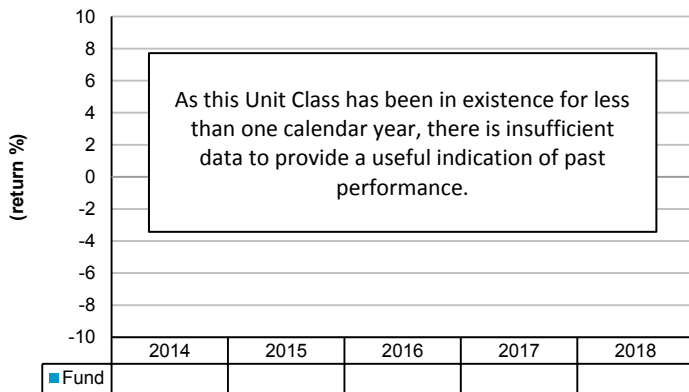 10
8
6
4
2
0
-2
-4
-6
-8
-10
(return %)
As this Unit Class has been in existence for less
than one calendar year, there is insufficient
data to provide a useful indication of past
performance.
2014 2015 2016 2017 2018
Fund